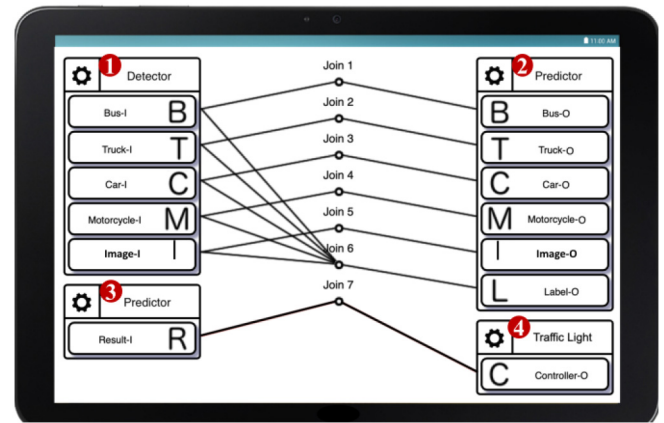 11:00 AM
1 Detector
Bus-I B
Truck-I T
Car-I C
Motorcycle-I M
Image-I I
3 Predictor
Result-I R
Join 1
Join 2
Join 3
Join 4
Join 5
Join 6
Join 7
2 Predictor
B Bus-O
T Truck-O
C Car-O
M Motorcycle-O
I Image-O
L Label-O
4 Traffic Light
C Controller-O